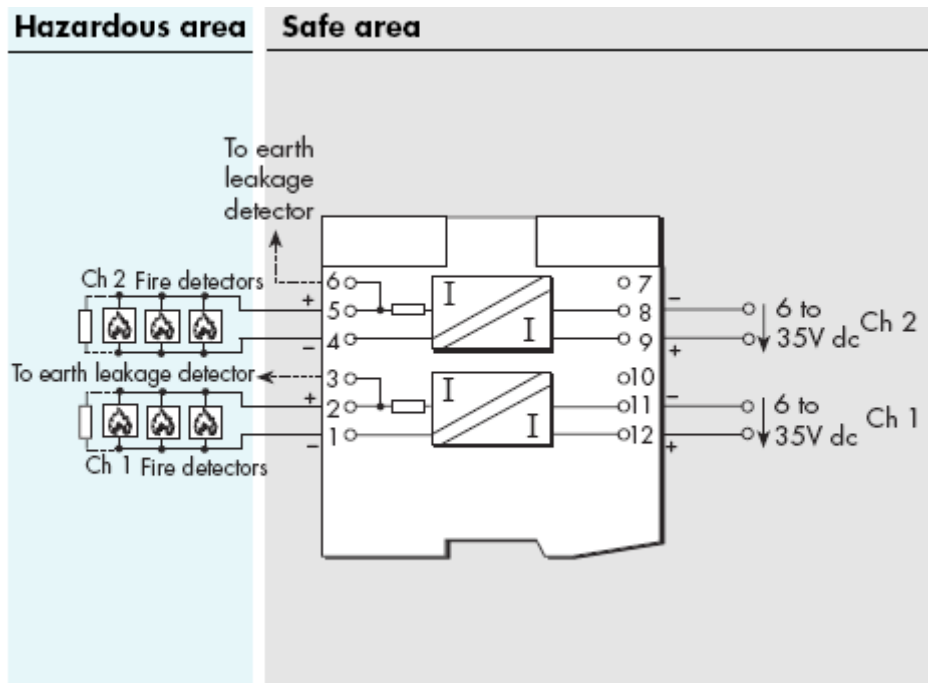 Hazardous area
Safe area
To earth
leakage
detector
Ch 2 Fire detectors
+
−
6
5
4
I
I
7
8
9
−
+
6 to
35V dc
Ch 2
To earth leakage detector
+
−
3
2
1
I
I
10
11
12
−
+
6 to
35V dc
Ch 1
Ch 1 Fire detectors